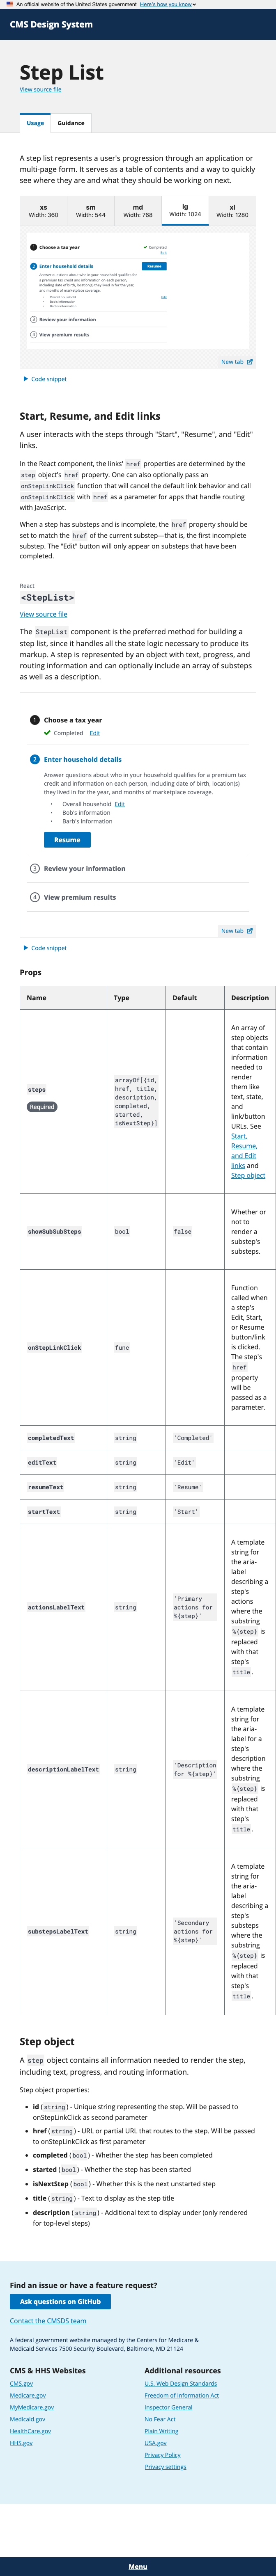 An official website of the United States government Here's how you know
CMS Design System
Step List
View source file
Usage
Guidance
A step list represents a user's progression through an application or
multi-page form. It serves as a table of contents and a way to quickly
see where they are and what they should be working on next.
xs
Width: 360
sm
Width: 544
md
Width: 768
lg
Width: 1024
xl
Width: 1280
1 Choose a tax year
Completed
Edit
2 Enter household details
Resume
Answer questions about who in your household qualifies for
a premium tax credit and information on each person,
including date of birth, location(s) they lived in the year,
and months of marketplace coverage.
Overall household
Bob's information
Barb's information
Edit
3 Review your information
4 View premium results
New tab
Code snippet
Start, Resume, and Edit links
A user interacts with the steps through "Start", "Resume", and "Edit"
links.
In the React component, the links' href properties are determined by the
step object's href property. One can also optionally pass an
onStepLinkClick function that will cancel the default link behavior and call
onStepLinkClick with href as a parameter for apps that handle routing
with JavaScript.
When a step has substeps and is incomplete, the href property should be
set to match the href of the current substep—that is, the first incomplete
substep. The "Edit" button will only appear on substeps that have been
completed.
React
<StepList>
View source file
The StepList component is the preferred method for building a
step list, since it handles all the state logic necessary to produce its
markup. A step is represented by an object with text properties, and
routing information and can optionally include an array of substeps
as well as a description.
1 Choose a tax year
Completed Edit
2 Enter household details
Answer questions about who in your household qualifies for a premium tax
credit and information on each person, including date of birth, location(s)
they lived in the year, and months of marketplace coverage.
Overall household Edit
Bob's information
Barb's information
Resume
3 Review your information
4 View premium results
New tab
Code snippet
Props
Name Type Default Description
steps
Required
arrayOf[{id,
href, title,
description,
completed,
started,
isNextStep}]
An array of
step objects
that contain
information
needed to
render
them like
text, state,
and
link/button
URLs. See
Start,
Resume,
and Edit
links and
Step object
showSubSubSteps
bool
false
Whether or
not to
render a
substep's
substeps.
onStepLinkClick
func
Function
called when
a step's
Edit, Start,
or Resume
button/link
is clicked.
The step's
href
property
will be
passed as a
parameter.
completedText string 'Completed'
editText string 'Edit'
resumeText string 'Resume'
startText string 'Start'
actionsLabelText
string
'Primary
actions for
%{step}'
A template
string for
the aria-
label
describing a
step's
actions
where the
substring
%{step} is
replaced
with that
step's
title.
descriptionLabelText
string
'Description
for %{step}'
A template
string for
the aria-
label for a
step's
description
where the
substring
%{step} is
replaced
with that
step's
title.
substepsLabelText
string
'Secondary
actions for
%{step}'
A template
string for
the aria-
label
describing a
step's
substeps
where the
substring
%{step} is
replaced
with that
step's
title.
Step object
A step object contains all information needed to render the step,
including text, progress, and routing information.
Step object properties:
id (string) - Unique string representing the step. Will be passed to
onStepLinkClick as second parameter
href (string) - URL or partial URL that routes to the step. Will be passed
to onStepLinkClick as first parameter
completed (bool) - Whether the step has been completed
started (bool) - Whether the step has been started
isNextStep (bool) - Whether this is the next unstarted step
title (string) - Text to display as the step title
description (string) - Additional text to display under (only rendered
for top-level steps)
Find an issue or have a feature request?
Ask questions on GitHub
Contact the CMSDS team
A federal government website managed by the Centers for Medicare &
Medicaid Services 7500 Security Boulevard, Baltimore, MD 21124
CMS & HHS Websites
CMS.gov
Medicare.gov
MyMedicare.gov
Medicaid.gov
HealthCare.gov
HHS.gov
Additional resources
U.S. Web Design Standards
Freedom of Information Act
Inspector General
No Fear Act
Plain Writing
USA.gov
Privacy Policy
Privacy settings
Menu